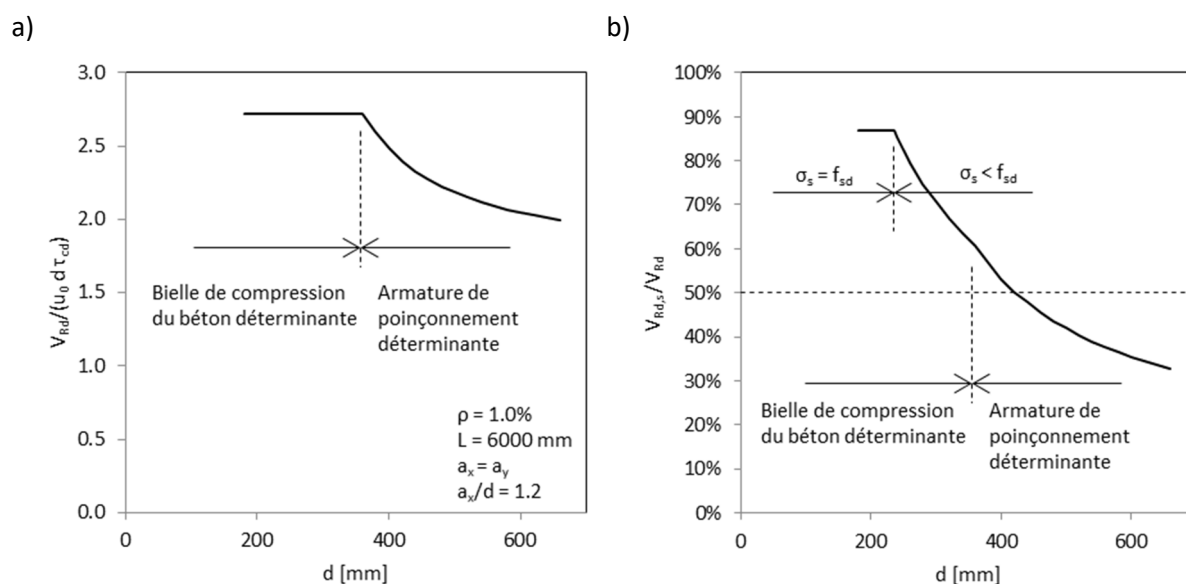 a)
3.0
2.5
2.0
1.5
1.0
0.5
0.0
V_Rd/(u_0 d τ_cd)
Bielle de compression
du béton déterminante
Armature de
poinçonnement
déterminante
ρ = 1.0%
L = 6000 mm
a_x = a_y
a_x/d = 1.2
0
200
400
600
d [mm]
b)
100%
90%
80%
70%
60%
50%
40%
30%
20%
10%
0%
V_Rd,s/V_Rd
σ_s = f_sd
σ_s < f_sd
Bielle de compression
du béton déterminante
Armature de
poinçonnement
déterminante
0
200
400
600
d [mm]